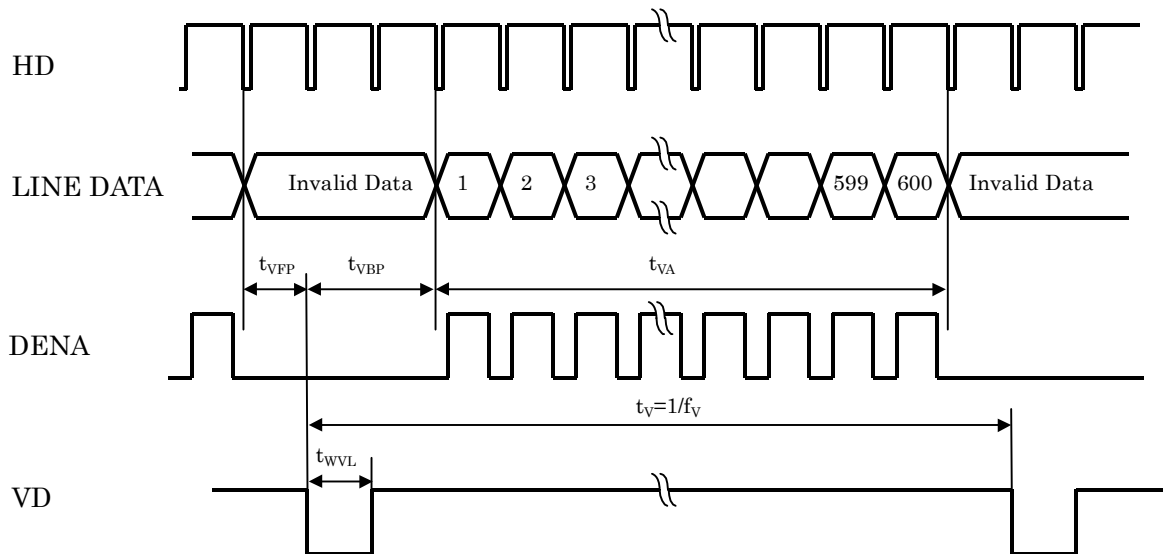 HD
LINE DATA
Invalid Data 1 2 3 599 600 Invalid Data
tVFP tVBP tVA
DENA
tV=1/fV
tWVL
VD